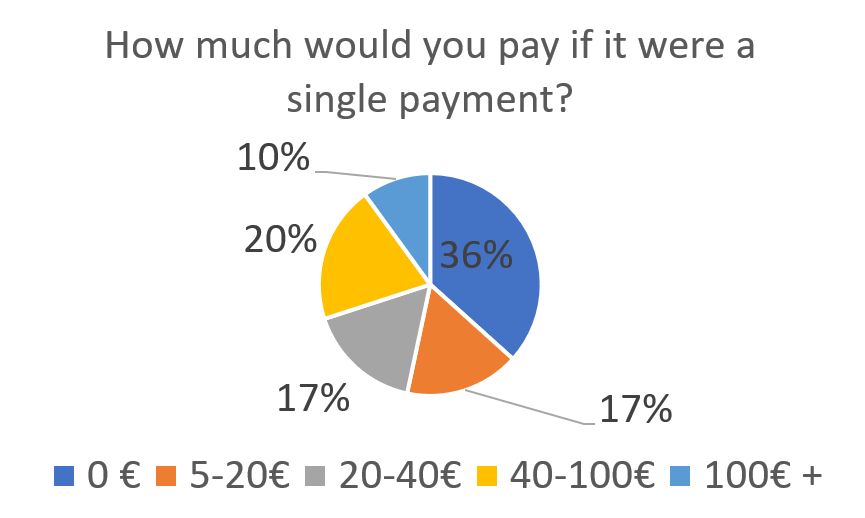 How much would you pay if it were a
single payment?
10%
20%
36%
17%
17%
0 € 5-20€ 20-40€ 40-100€ 100€ +